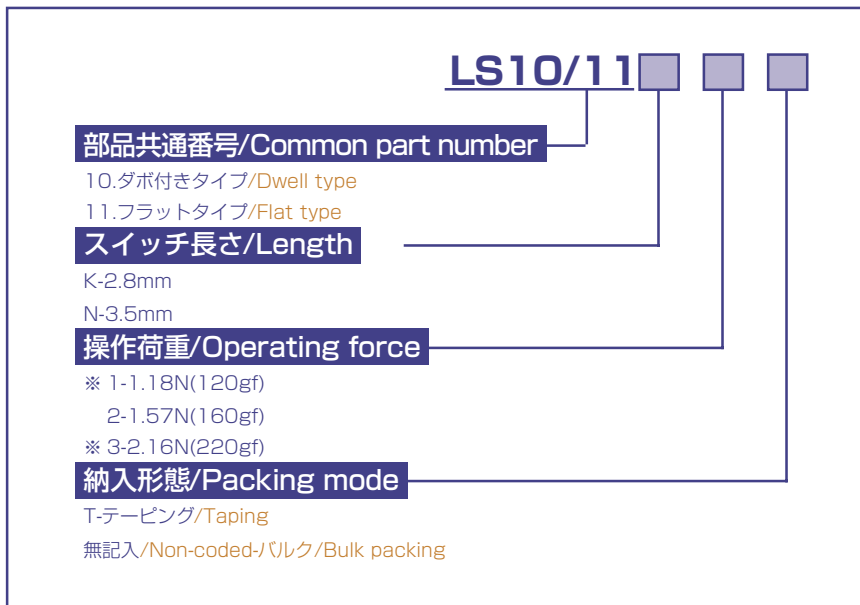 LS10/11
部品共通番号/Common part number
10.ダボ付きタイプ/Dwell type
11.フラットタイプ/Flat type
スイッチ長さ/Length
K-2.8mm
N-3.5mm
操作荷重/Operating force
※ 1-1.18N(120gf)
2-1.57N(160gf)
※ 3-2.16N(220gf)
納入形態/Packing mode
T-テーピング/Taping
無記入/Non-coded-バルク/Bulk packing